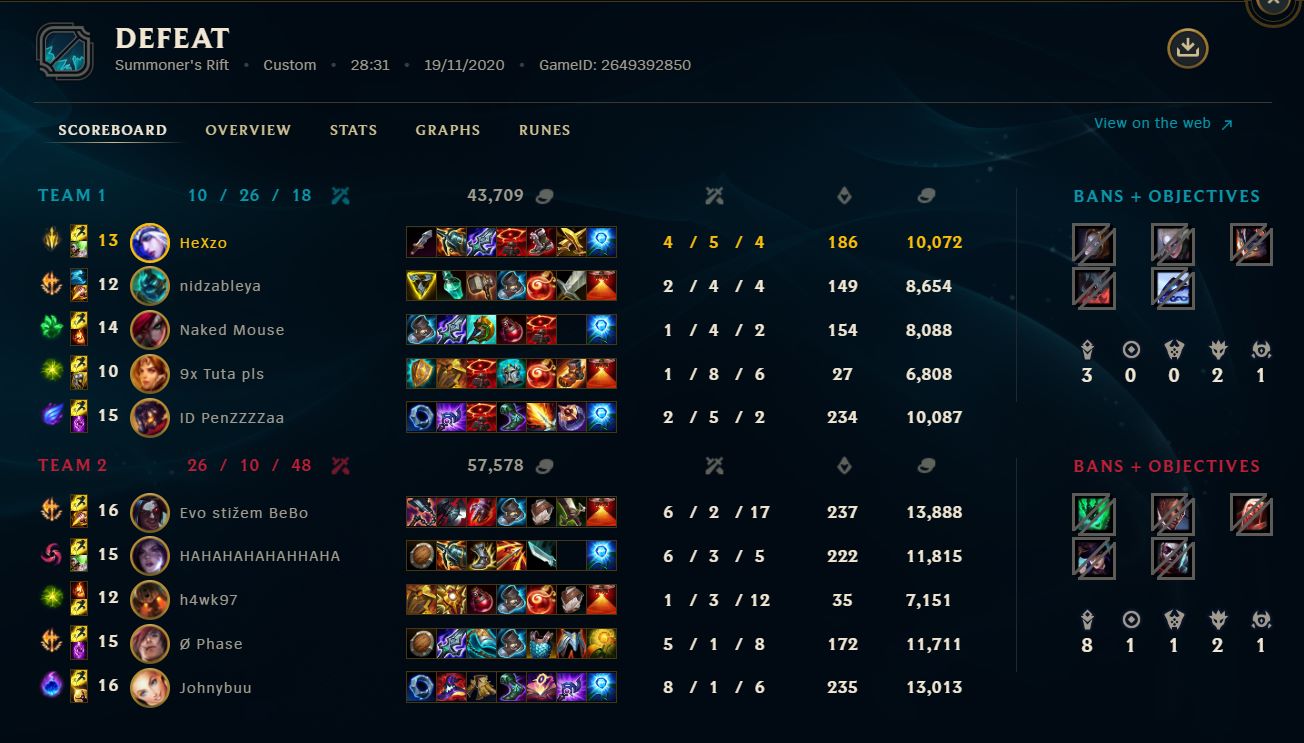 DEFEAT
Summoner's Rift • Custom • 28:31 • 19/11/2020 • GameID: 2649392850
SCOREBOARD OVERVIEW STATS GRAPHS RUNES View on the web
TEAM 1 10 / 26 / 18 43,709 BANS + OBJECTIVES
13 HeXzo 4 / 5 / 4 186 10,072
12 nidzableya 2 / 4 / 4 149 8,654
14 Naked Mouse 1 / 4 / 2 154 8,088
10 9x Tuta pls 1 / 8 / 6 27 6,808
3 0 0 2 1
15 ID PenZZZZaa 2 / 5 / 2 234 10,087
TEAM 2 26 / 10 / 48 57,578 BANS + OBJECTIVES
16 Evo stižem BeBo 6 / 2 / 17 237 13,888
15 HAHAHAHAHAHHAHA 6 / 3 / 5 222 11,815
12 h4wk97 1 / 3 / 12 35 7,151
15 Ø Phase 5 / 1 / 8 172 11,711
8 1 1 2 1
16 Johnybuu 8 / 1 / 6 235 13,013